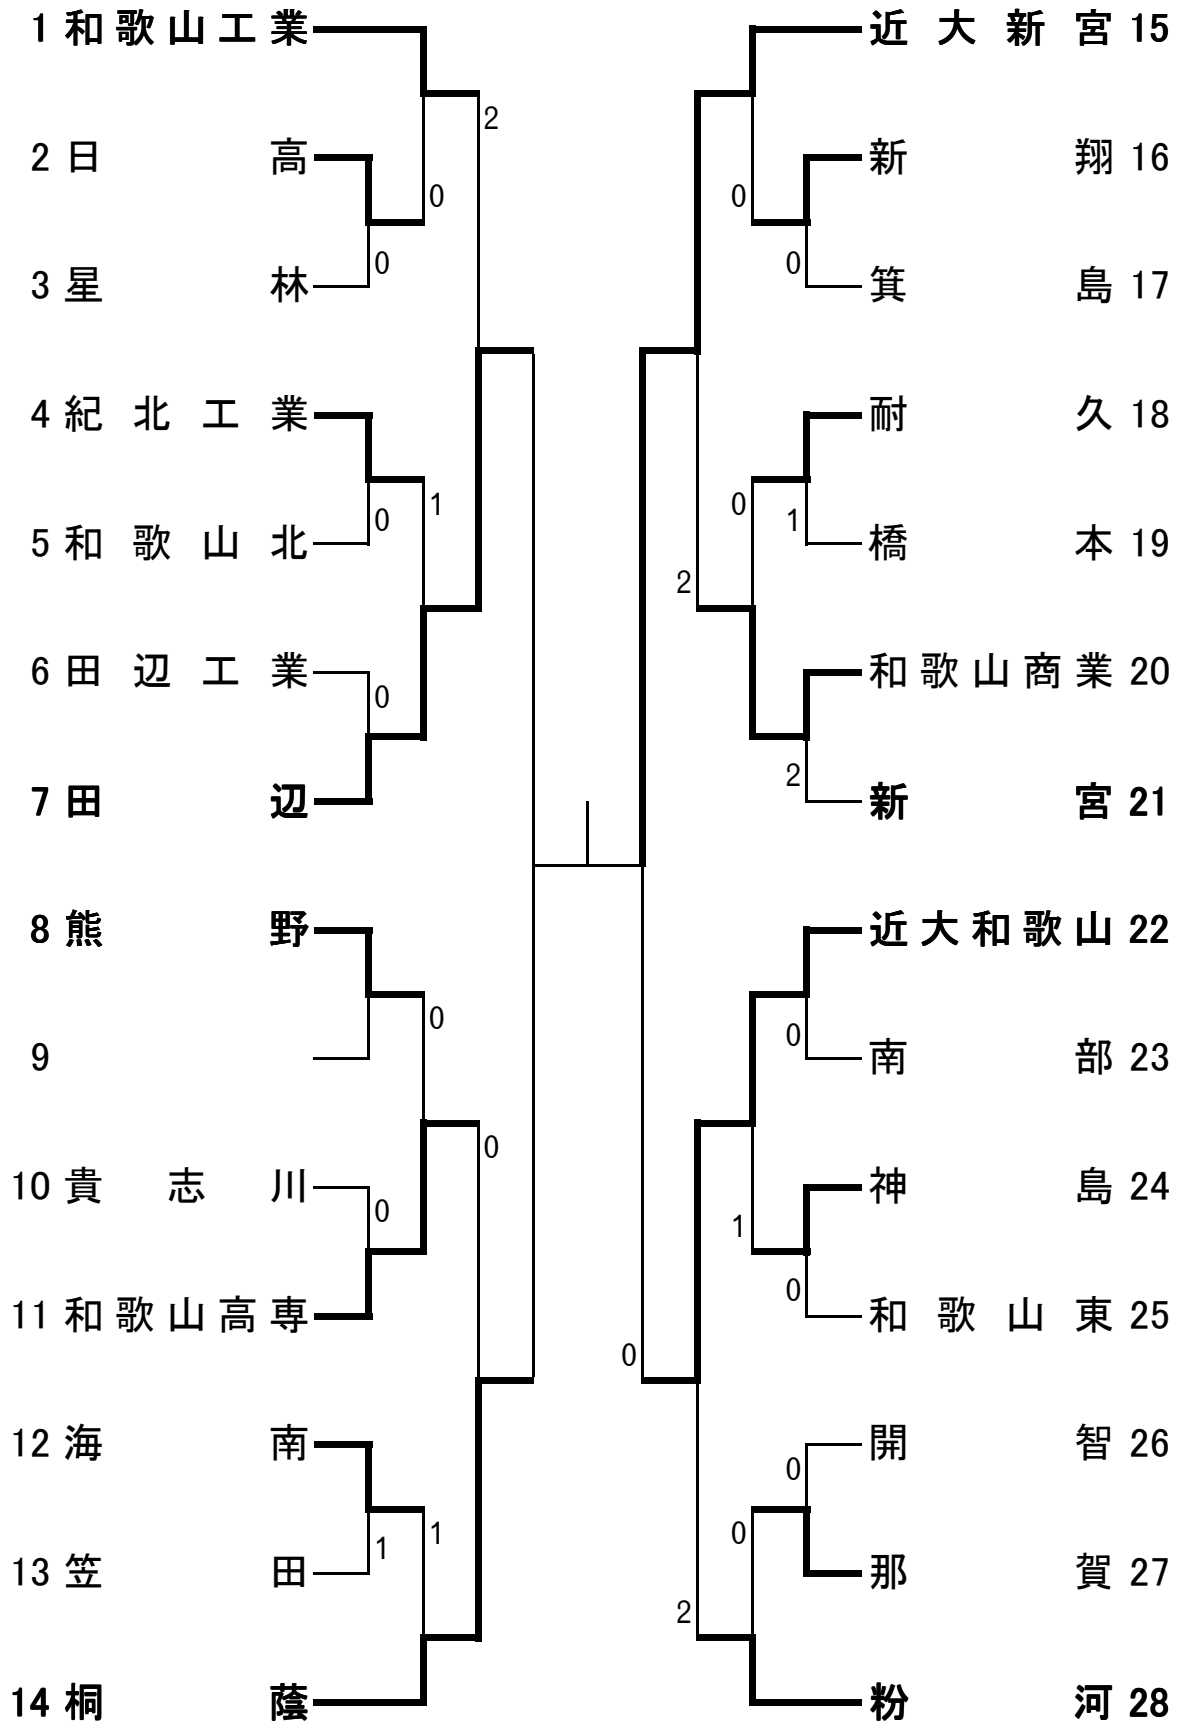 1 和歌山工業
2
2 日高
0
3 星林
0
4 紀北工業
1
5 和歌山北
0
6 田辺工業
0
7 田辺
8 熊野
0
9
0
10 貴志川
0
11 和歌山高専
12 海南
1
13 笠田
1
14 桐蔭
近大新宮 15
新翔 16
0
箕島 17
0
耐久 18
0
橋本 19
1
2
和歌山商業 20
新宮 21
2
近大和歌山 22
南部 23
0
神島 24
1
和歌山東 25
0
0
開智 26
0
那賀 27
0
2
粉河 28